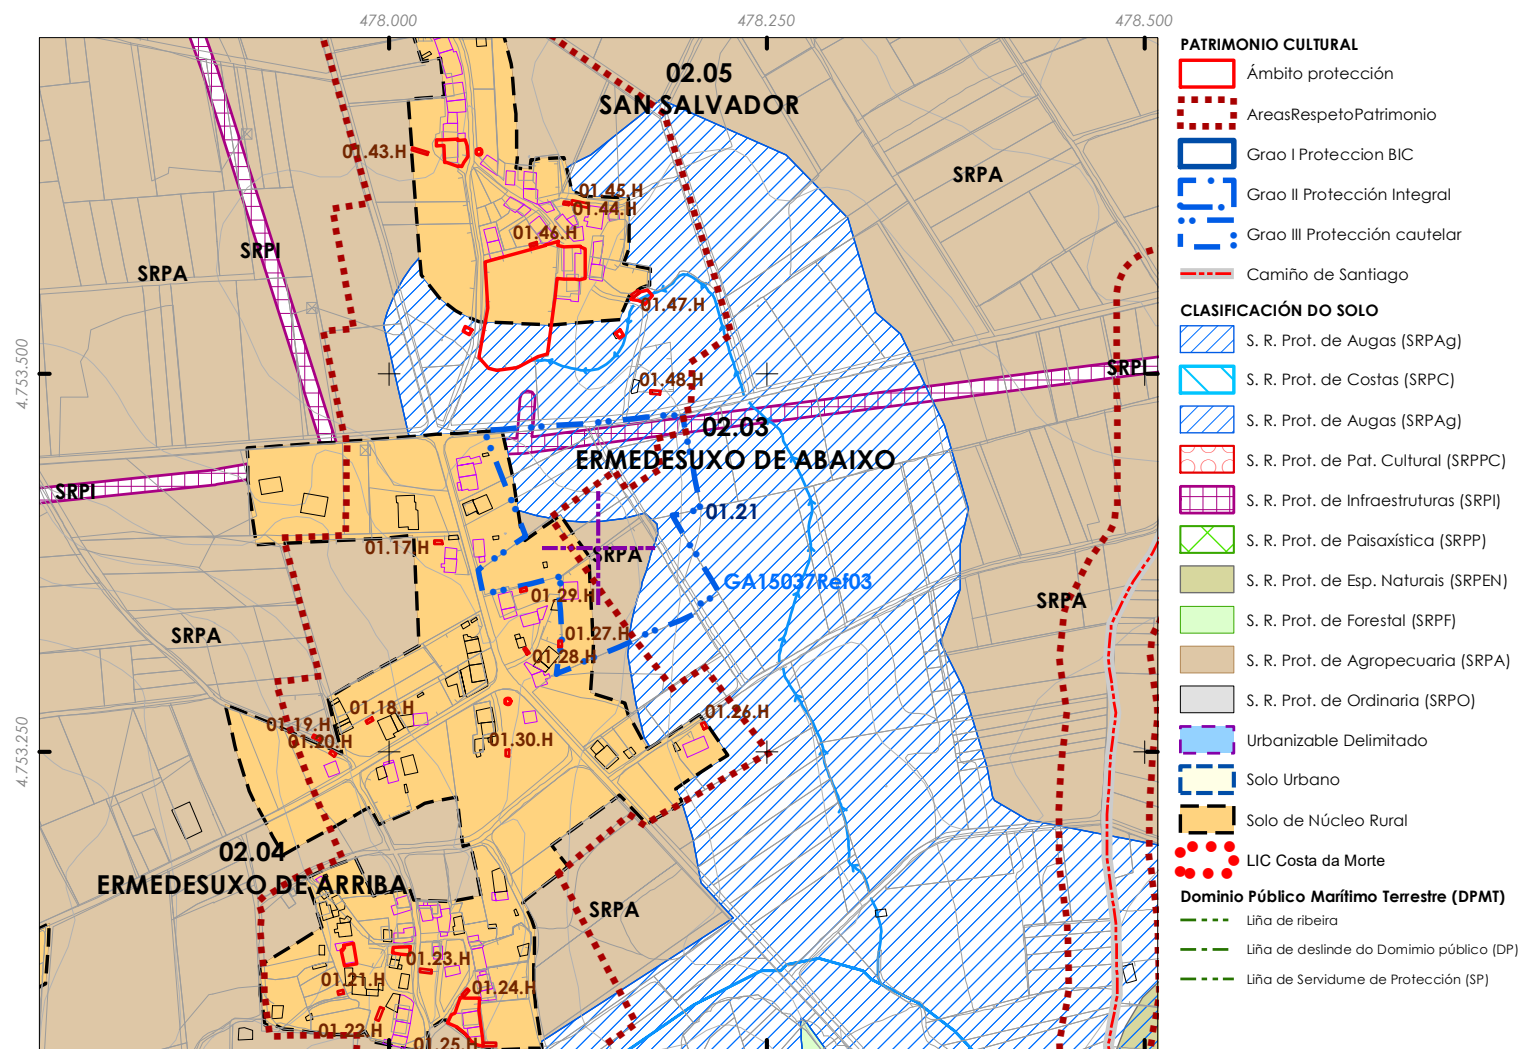 478.000
478.250
478.500
4.753.500
4.753.250
02.05
SAN SALVADOR
SRPA
SRPI
SRPA
01.43.H
01.45.H
01.44.H
01.46.H
01.47.H
01.48.H
SRPI
02.03
ERMEDESUXO DE ABAIXO
SRPI
01.21
01.17.H
SRPA
GA15037Ref03
01.29.H
SRPA
SRPA
01.27.H
01.28.H
01.18.H
01.19.H
01.20.H
01.26.H
01.30.H
02.04
ERMEDESUXO DE ARRIBA
SRPA
01.23.H
01.21.H
01.24.H
01.22.H
01.25.H
PATRIMONIO CULTURAL
Ámbito protección
AreasRespetoPatrimonio
Grao I Proteccion BIC
Grao II Protección Integral
Grao III Protección cautelar
Camiño de Santiago
CLASIFICACIÓN DO SOLO
S. R. Prot. de Augas (SRPAg)
S. R. Prot. de Costas (SRPC)
S. R. Prot. de Augas (SRPAg)
S. R. Prot. de Pat. Cultural (SRPPC)
S. R. Prot. de Infraestruturas (SRPI)
S. R. Prot. de Paisaxística (SRPP)
S. R. Prot. de Esp. Naturais (SRPEN)
S. R. Prot. de Forestal (SRPF)
S. R. Prot. de Agropecuaria (SRPA)
S. R. Prot. de Ordinaria (SRPO)
Urbanizable Delimitado
Solo Urbano
Solo de Núcleo Rural
LIC Costa da Morte
Dominio Público Marítimo Terrestre (DPMT)
Liña de ribeira
Liña de deslinde do Domimio público (DP)
Liña de Servidume de Protección (SP)